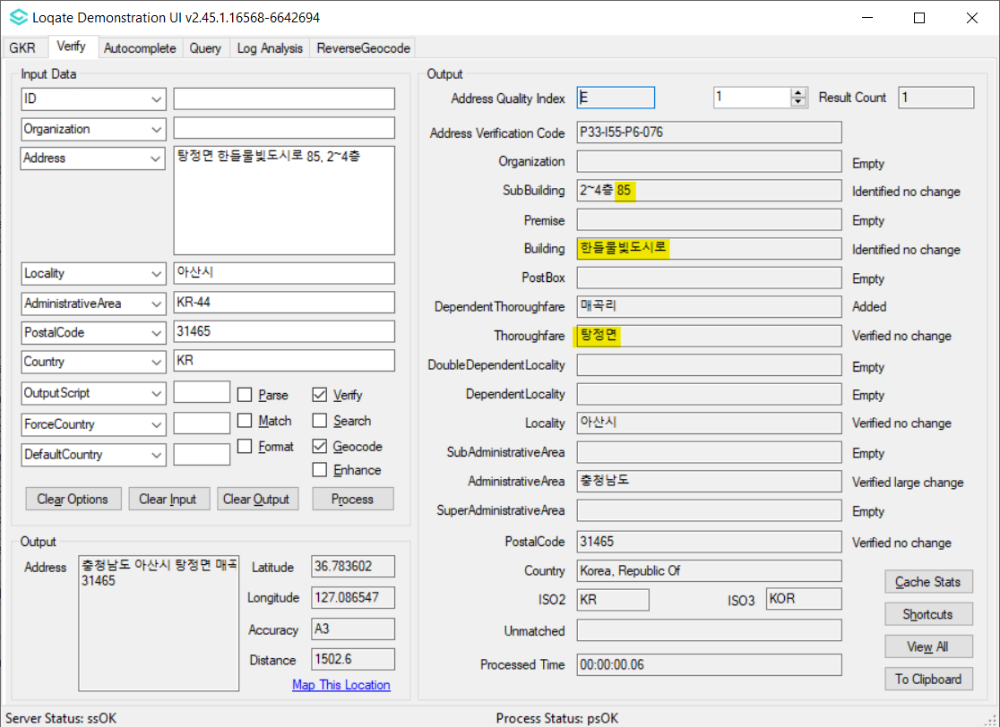 Loqate Demonstration UI v2.45.1.16568-6642694
GKR Verify Autocomplete Query Log Analysis ReverseGeocode
Input Data
ID
Organization
Address 탕정면 한들물빛도시로 85, 2~4층
Locality 아산시
AdministrativeArea KR-44
PostalCode 31465
Country KR
OutputScript Parse Verify
ForceCountry Match Search
DefaultCountry Format Geocode
Enhance
Clear Options Clear Input Clear Output Process
Output
Address 충청남도 아산시 탕정면 매곡
31465
Latitude 36.783602
Longitude 127.086547
Accuracy A3
Distance 1502.6
Map This Location
Output
Address Quality Index E 1 Result Count 1
Address Verification Code P33-I55-P6-076
Organization Empty
SubBuilding 2~4층 85 Identified no change
Premise Empty
Building 한들물빛도시로 Identified no change
PostBox Empty
DependentThoroughfare 매곡리 Added
Thoroughfare 탕정면 Verified no change
DoubleDependentLocality Empty
DependentLocality Empty
Locality 아산시 Verified no change
SubAdministrativeArea Empty
AdministrativeArea 충청남도 Verified large change
SuperAdministrativeArea Empty
PostalCode 31465 Verified no change
Country Korea, Republic Of
ISO2 KR ISO3 KOR
Unmatched
Processed Time 00:00:00.06
Cache Stats
Shortcuts
View All
To Clipboard
Server Status: ssOK Process Status: psOK